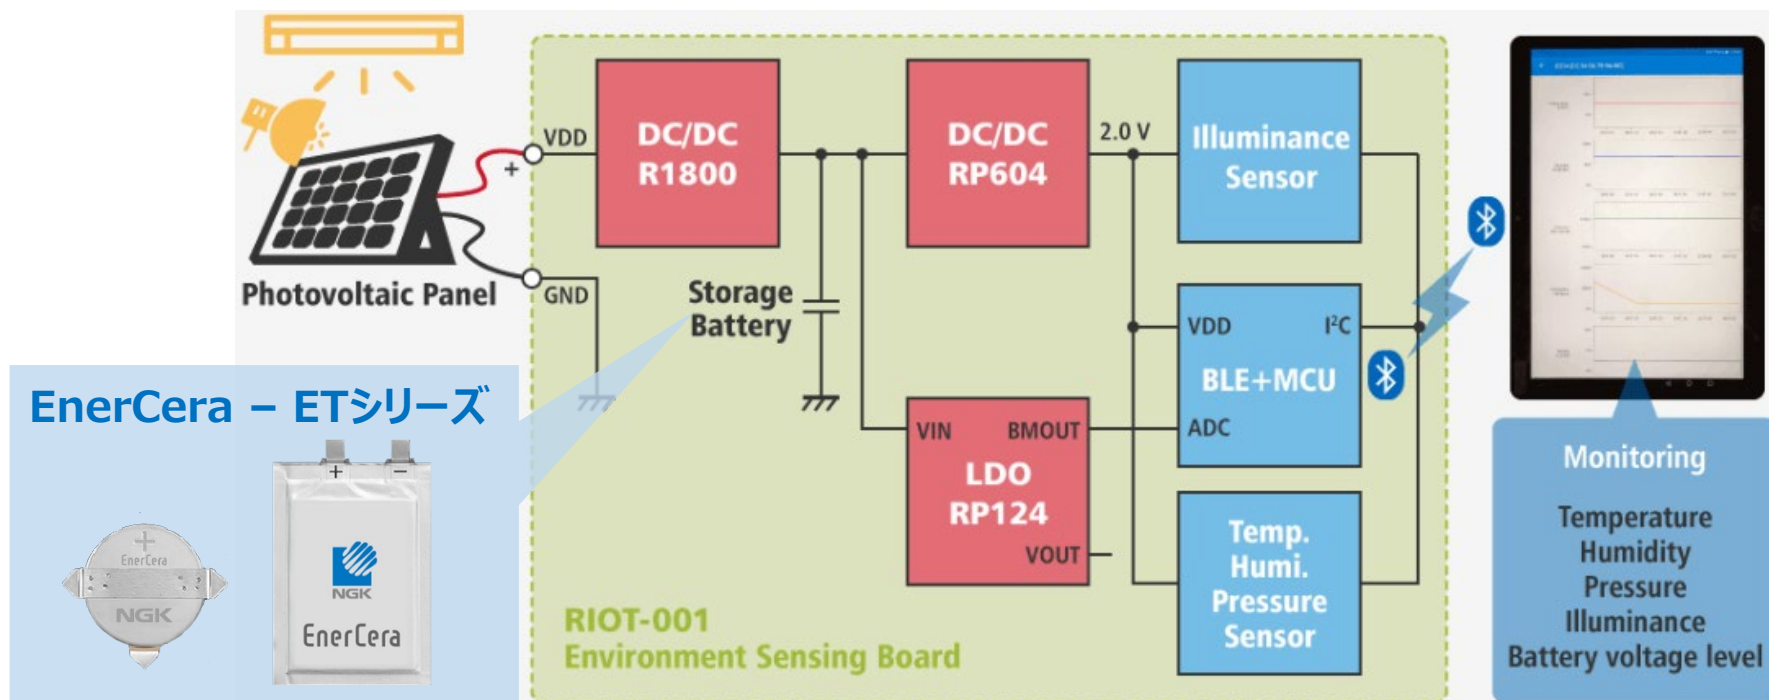 VDD
+
GND
Photovoltaic Panel
DC/DC
R1800
DC/DC
RP604
2.0 V
Illuminance
Sensor
Storage
Battery
VDD
I²C
BLE+MCU
ADC
VIN
BMOUT
LDO
RP124
VOUT
Temp.
Humi.
Pressure
Sensor
RIOT-001
Environment Sensing Board
EnerCera – ETシリーズ
+
EnerCera
NGK
+ −
NGK
EnerCera
Monitoring
Temperature
Humidity
Pressure
Illuminance
Battery voltage level